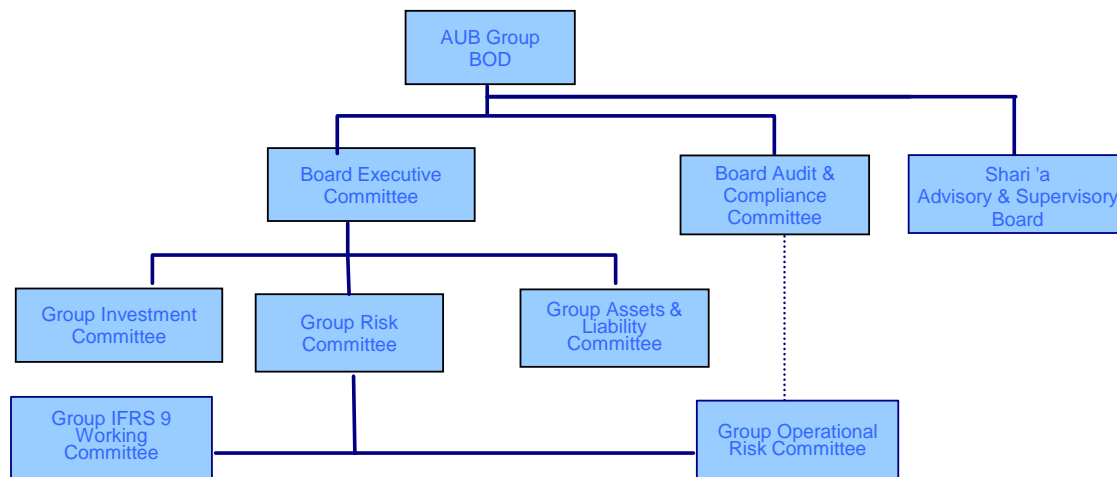 AUB Group
BOD
Board Executive
Committee
Board Audit &
Compliance
Committee
Shari 'a
Advisory & Supervisory
Board
Group Investment
Committee
Group Risk
Committee
Group Assets &
Liability
Committee
Group IFRS 9
Working
Committee
Group Operational
Risk Committee